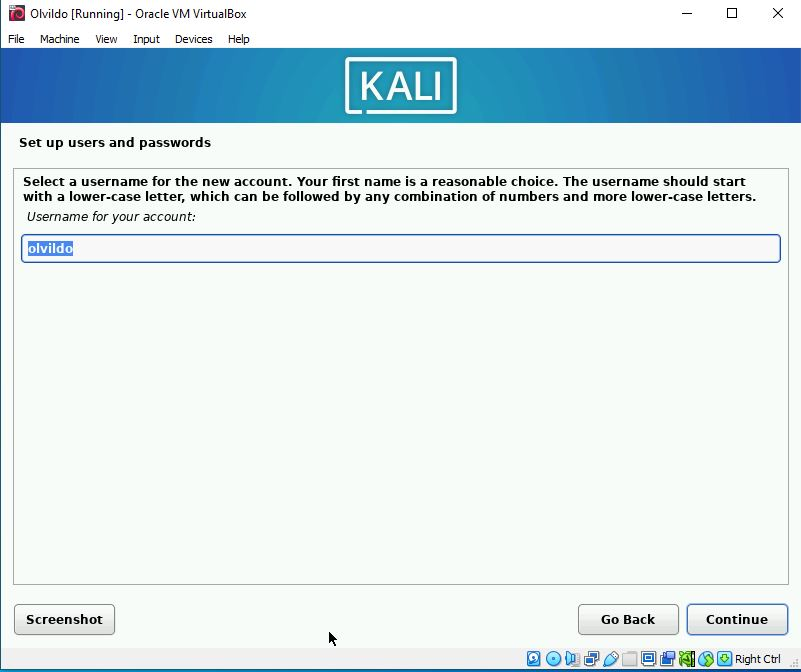 Olvildo [Running] - Oracle VM VirtualBox
File Machine View Input Devices Help
KALI
Set up users and passwords
Select a username for the new account. Your first name is a reasonable choice. The username should start
with a lower-case letter, which can be followed by any combination of numbers and more lower-case letters.
Username for your account:
olvildo
Screenshot Go Back Continue
Right Ctrl